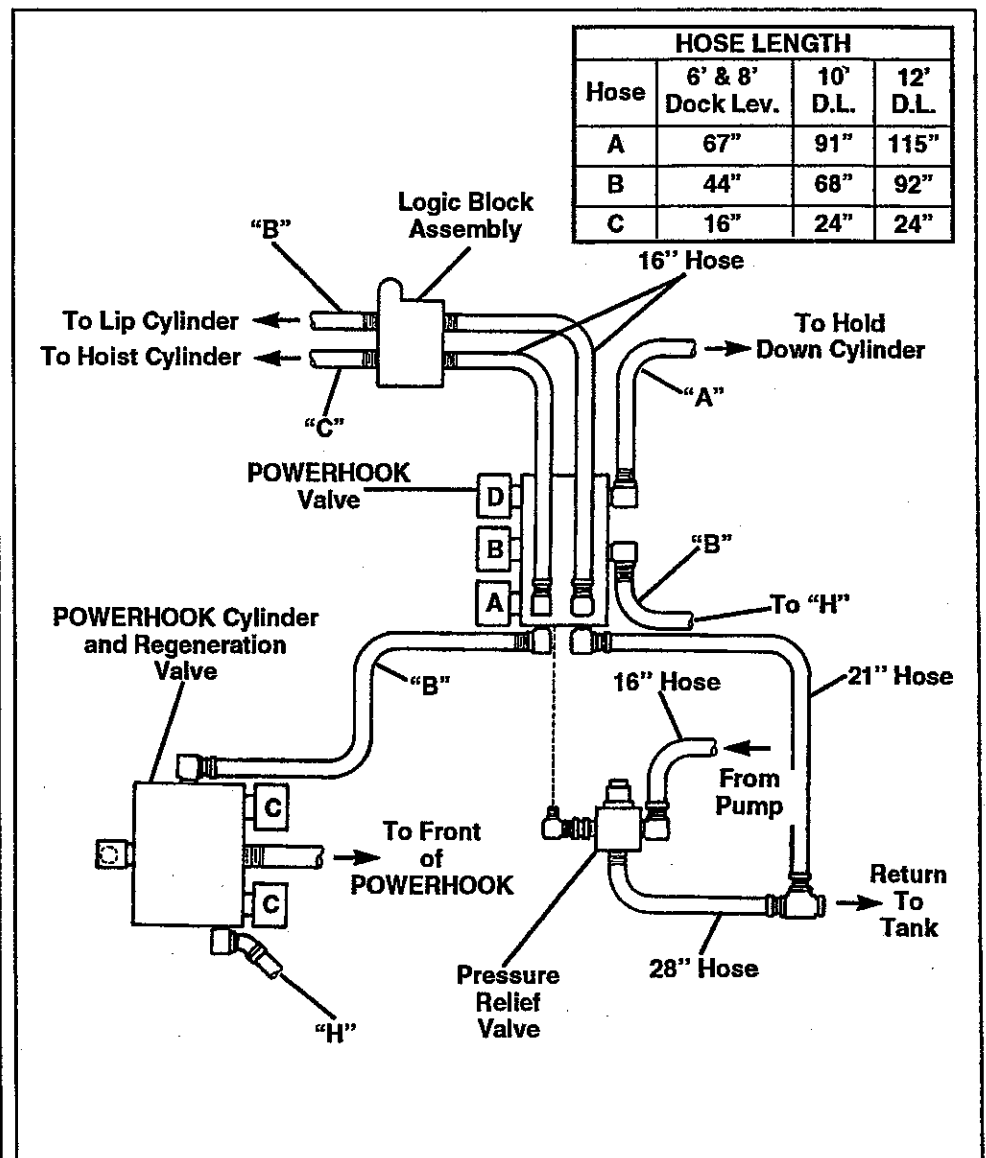 HOSE LENGTH
Hose 6' & 8' Dock Lev. 10' D.L. 12' D.L.
A 67" 91" 115"
B 44" 68" 92"
C 16" 24" 24"
Logic Block
Assembly
"B"
16" Hose
To Lip Cylinder
To Hoist Cylinder
To Hold
Down Cylinder
"A"
"C"
POWERHOOK
Valve
D
B
A
"B"
To "H"
POWERHOOK Cylinder
and Regeneration
Valve
"B"
16" Hose
21" Hose
From
Pump
C
To Front
of
POWERHOOK
C
Return
To
Tank
28" Hose
Pressure
Relief
Valve
"H"